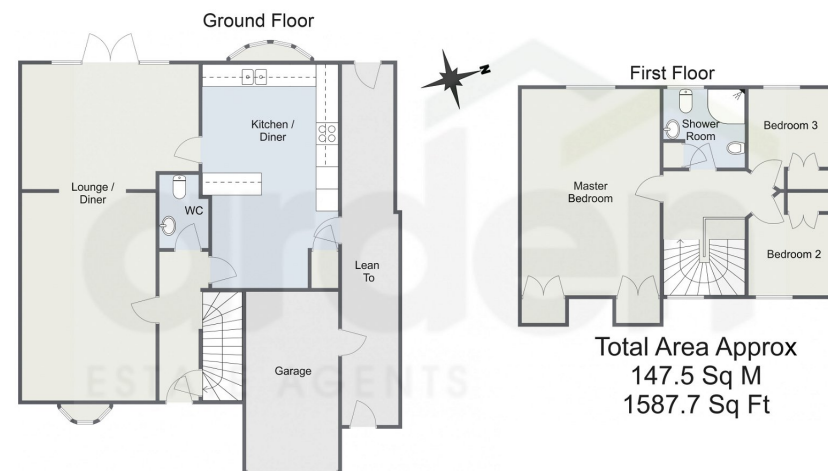 Ground Floor
Kitchen /
Diner
Lounge /
Diner
WC
Lean
To
Garage
N
First Floor
Shower
Room
Bedroom 3
Master
Bedroom
Bedroom 2
Total Area Approx
147.5 Sq M
1587.7 Sq Ft
arden
ESTATE AGENTS